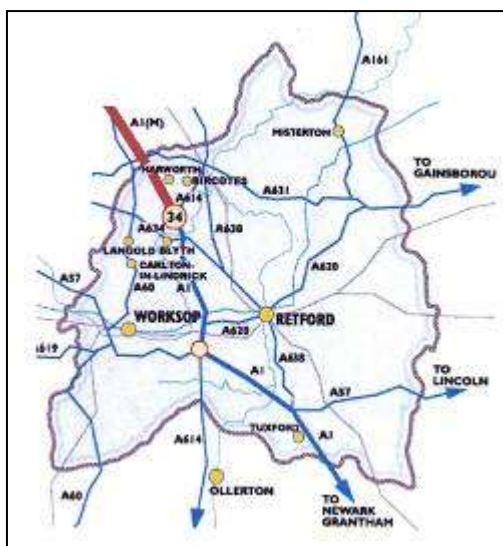 A161
A1(M)
MISTERTON
TO
GAINSBOROU
HARWORTH
BIRCOTES
A614
A631
34
A634
A638
LANGOLD BLYTH
CARLTON-
IN-LINDRICK
A620
A57
A60
A1
WORKSOP
RETFORD
A620
A619
A638
A1
TO
LINCOLN
A57
A614
TUXFORD
A1
A60
OLLERTON
TO
NEWARK
GRANTHAM